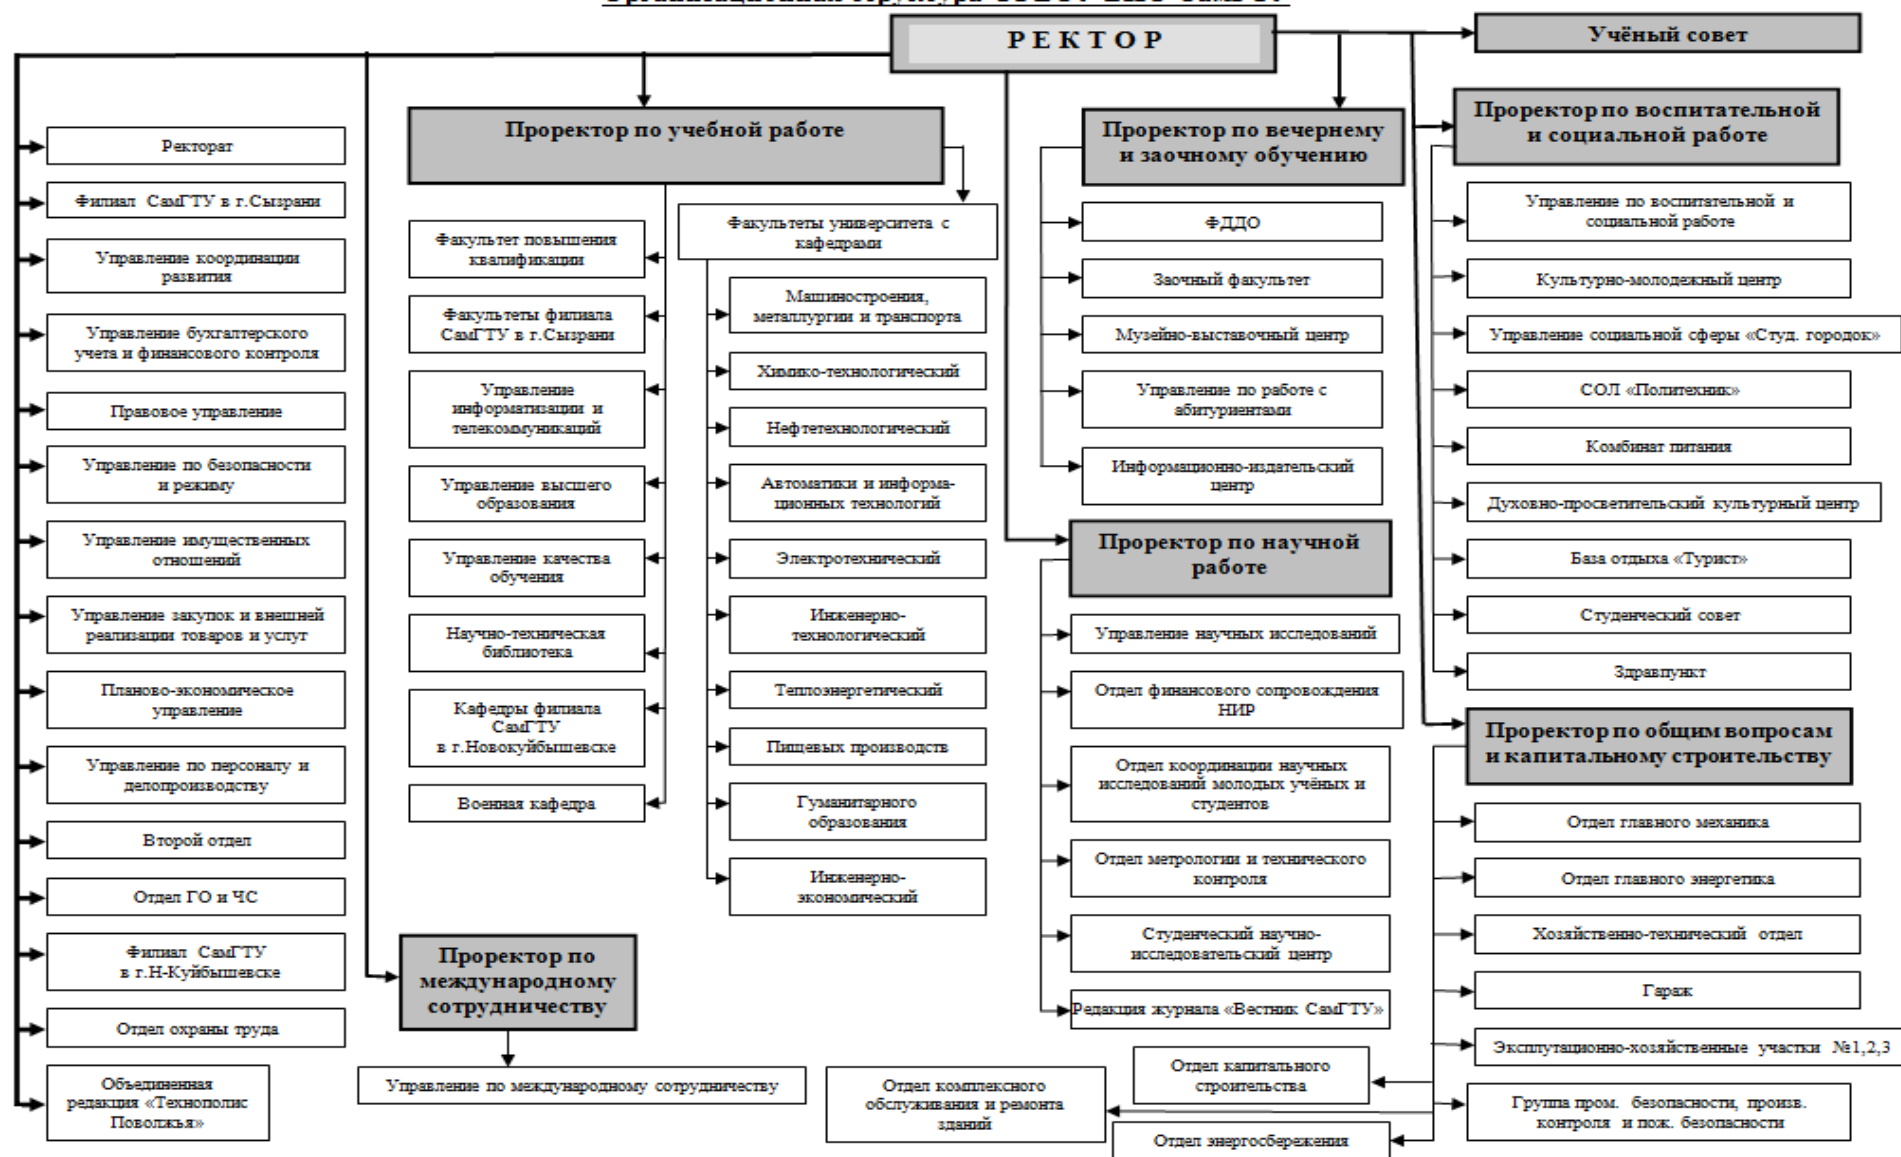 Р Е К Т О Р
Учёный совет
Ректорат
Филиал СамГТУ в г.Сызрани
Управление координации
развития
Управление бухгалтерского
учета и финансового контроля
Правовое управление
Управление по безопасности
и режиму
Управление имущественных
отношений
Управление закупок и внешней
реализации товаров и услуг
Планово-экономическое
управление
Управление по персоналу и
делопроизводству
Второй отдел
Отдел ГО и ЧС
Филиал СамГТУ
в г.Н-Куйбышевске
Отдел охраны труда
Объединенная
редакция «Технополис
Поволжья»
Проректор по учебной работе
Факультет повышения
квалификации
Факультеты филиала
СамГТУ в г.Сызрани
Управление
информатизации и
телекоммуникаций
Управление высшего
образования
Управление качества
обучения
Научно-техническая
библиотека
Кафедры филиала
СамГТУ
в г.Новокуйбышевске
Военная кафедра
Факультеты университета с
кафедрами
Машиностроения,
металлургии и транспорта
Химико-технологический
Нефтетехнологический
Автоматики и информа-
ционных технологий
Электротехнический
Инженерно-
технологический
Теплоэнергетический
Пищевых производств
Гуманитарного
образования
Инженерно-
экономический
Проректор по
международному
сотрудничеству
Управление по международному сотрудничеству
Проректор по вечернему
и заочному обучению
ФДДО
Заочный факультет
Музейно-выставочный центр
Управление по работе с
абитуриентами
Информационно-издательский
центр
Проректор по научной
работе
Управление научных исследований
Отдел финансового сопровождения
НИР
Отдел координации научных
исследований молодых учёных и
студентов
Отдел метрологии и технического
контроля
Студенческий научно-
исследовательский центр
Редакция журнала «Вестник СамГТУ»
Проректор по воспитательной
и социальной работе
Управление по воспитательной и
социальной работе
Культурно-молодежный центр
Управление социальной сферы «Студ. городок»
СОЛ «Политехник»
Комбинат питания
Духовно-просветительский культурный центр
База отдыха «Турист»
Студенческий совет
Здравпункт
Проректор по общим вопросам
и капитальному строительству
Отдел главного механика
Отдел главного энергетика
Хозяйственно-технический отдел
Гараж
Эксплутационно-хозяйственные участки №1,2,3
Группа пром. безопасности, произв.
контроля и пож. безопасности
Отдел капитального
строительства
Отдел комплексного
обслуживания и ремонта
зданий
Отдел энергосбережения